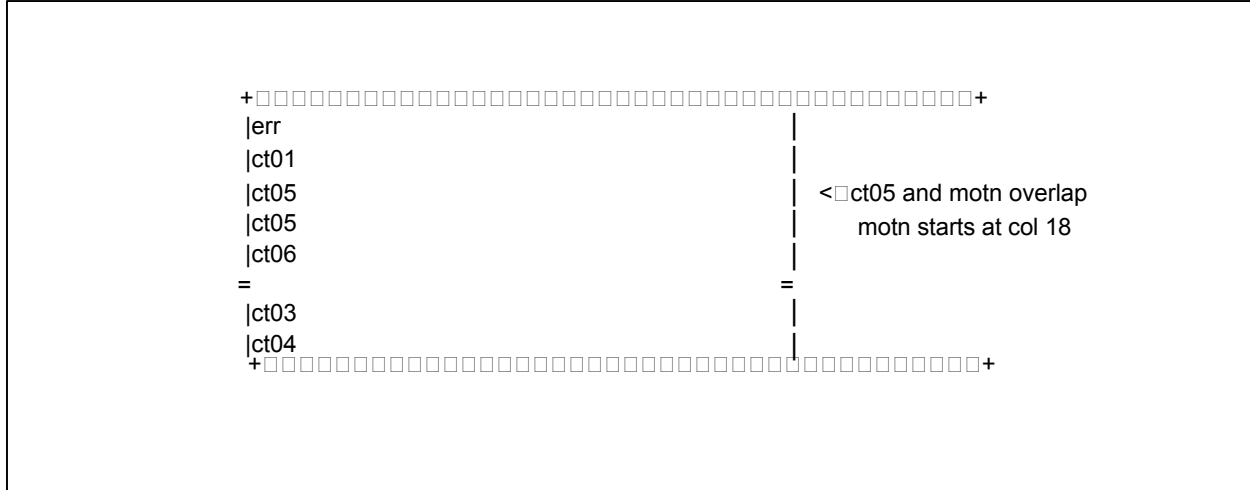 +□□□□□□□□□□□□□□□□□□□□□□□□□□□□□□□□□□□□□□□□+
|err |
|ct01 |
|ct05 | <□ct05 and motn overlap
|ct05 | motn starts at col 18
|ct06 |
= =
|ct03 |
|ct04 |
+□□□□□□□□□□□□□□□□□□□□□□□□□□□□□□□□□□□□□□□□+